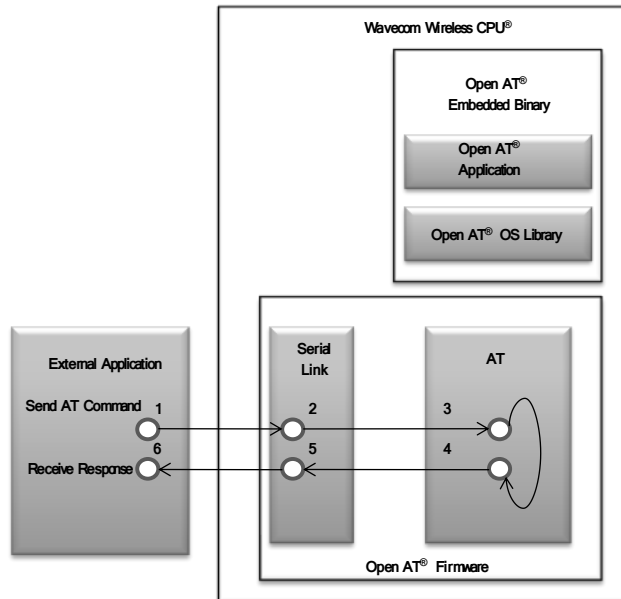 Wavecom Wireless CPU®
Open AT®
Embedded Binary
Open AT®
Application
Open AT® OS Library
External Application
Serial
Link
AT
Send AT Command
1
2
3
6
5
4
Receive Response
Open AT® Firmware